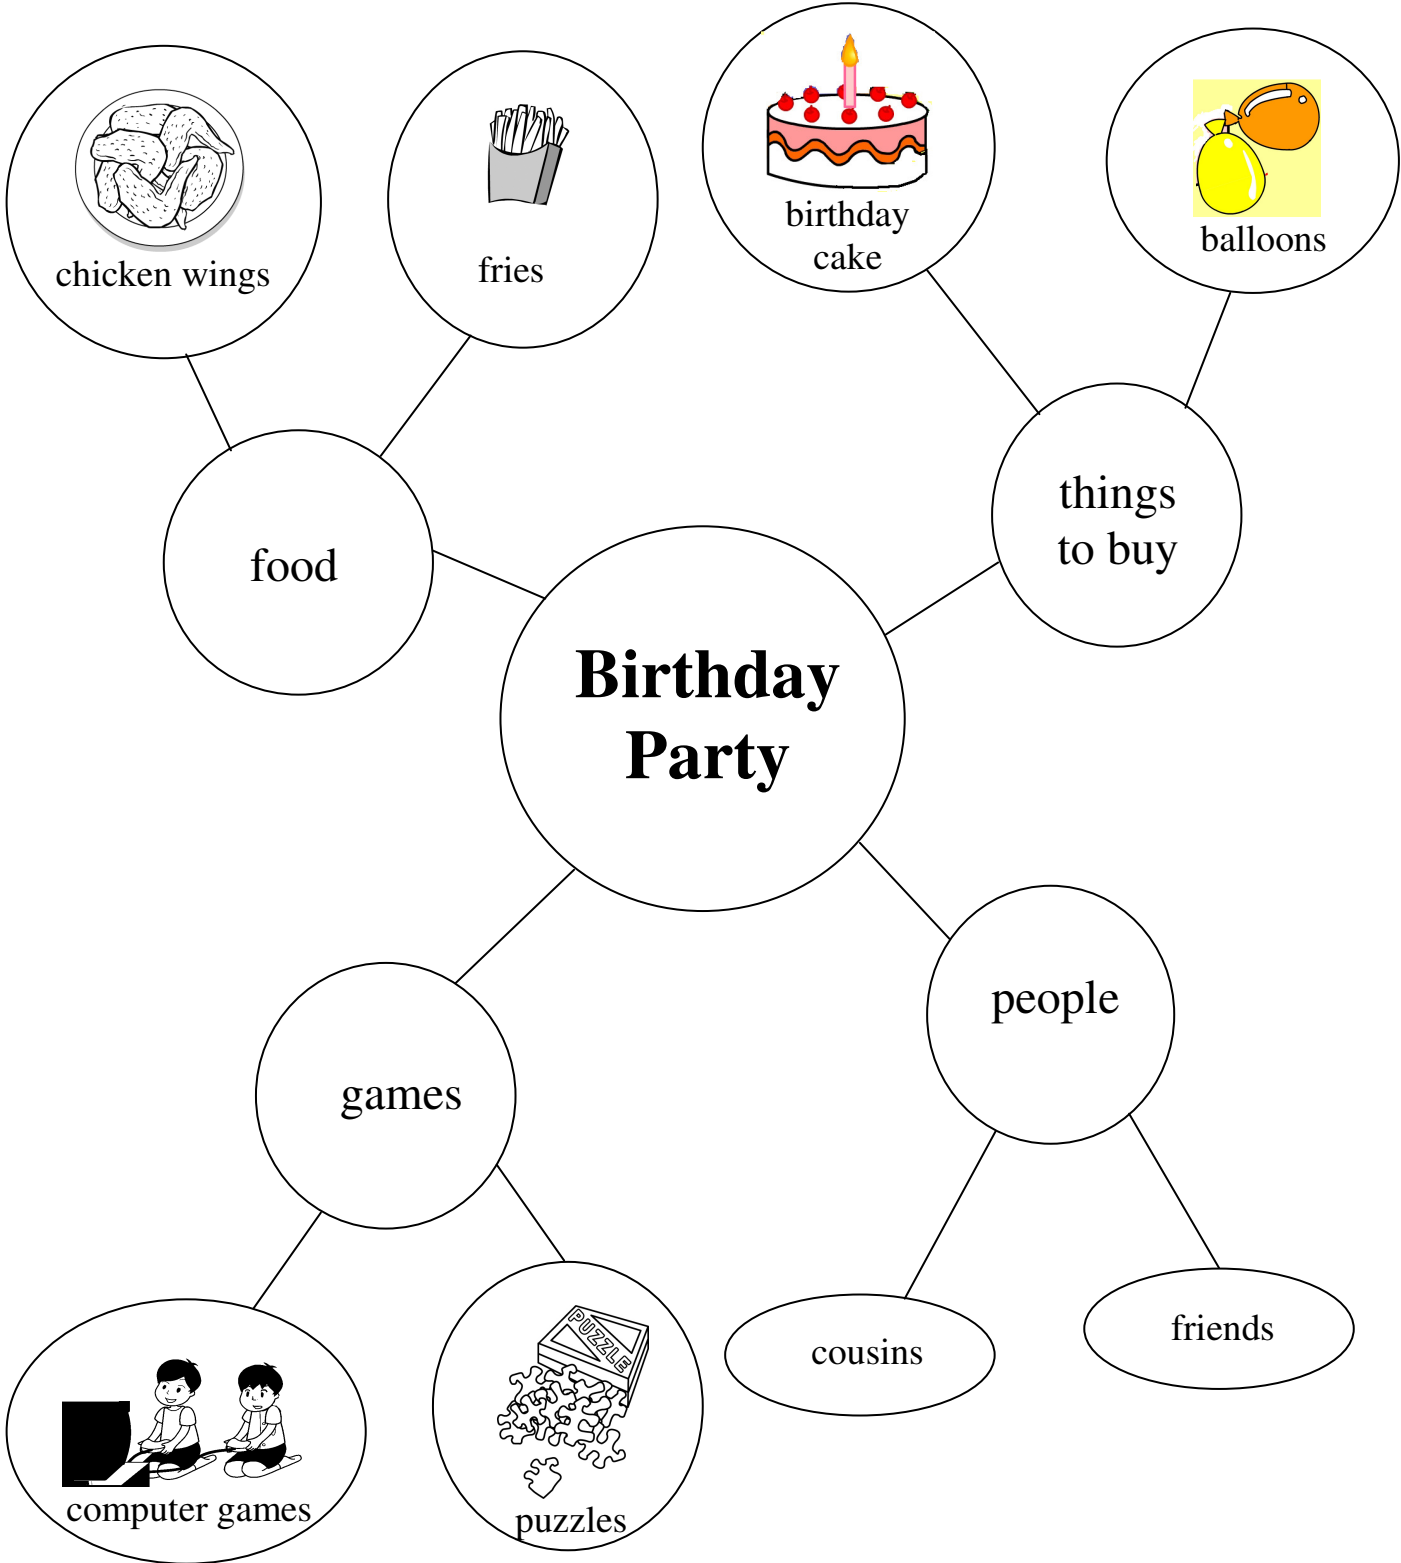 chicken wings
fries
birthday
cake
balloons
food
things
to buy
Birthday
Party
games
people
computer games
PUZZLE
puzzles
cousins
friends